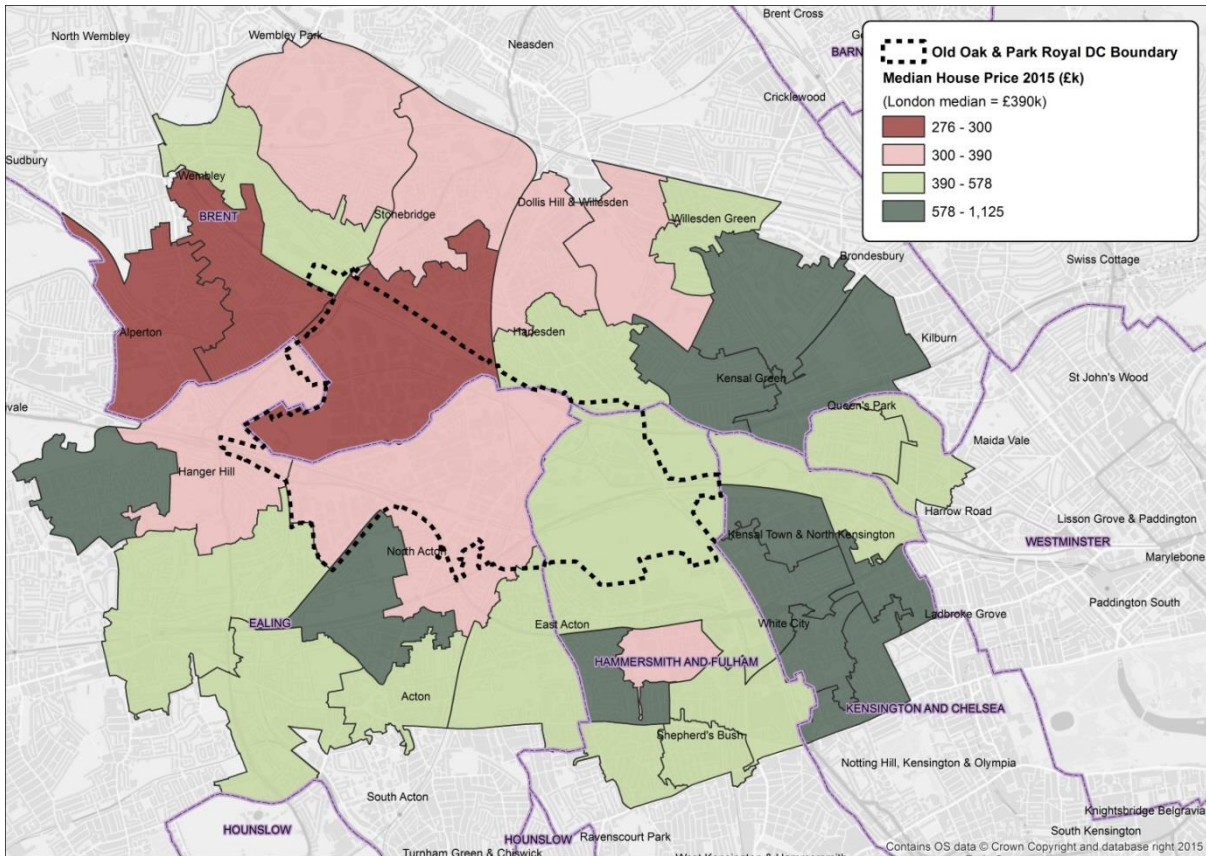 Brent Cross
North Wembley
Wembley Park
Neasden
Cricklewood
Old Oak & Park Royal DC Boundary
Median House Price 2015 (£k)
(London median = £390k)
276 - 300
300 - 390
390 - 578
578 - 1,125
Sudbury
Wembley
BRENT
Stonebridge
Dollis Hill & Willesden
Willesden Green
Brondesbury
Swiss Cottage
Alperton
Harlesden
Kilburn
Kensal Green
St John's Wood
Queen's Park
Maida Vale
Hanger Hill
Harrow Road
Lisson Grove & Paddington
Kensal Town & North Kensington
WESTMINSTER
North Acton
Marylebone
Paddington South
Ladbroke Grove
EALING
East Acton
White City
HAMMERSMITH AND FULHAM
Acton
KENSINGTON AND CHELSEA
Shepherd's Bush
Notting Hill, Kensington & Olympia
South Acton
Knightsbridge Belgravia
HOUNSLOW
HOUNSLOW
Ravenscourt Park
South Kensington
Turnham Green & Chiswick
Contains OS data © Crown Copyright and database right 2015